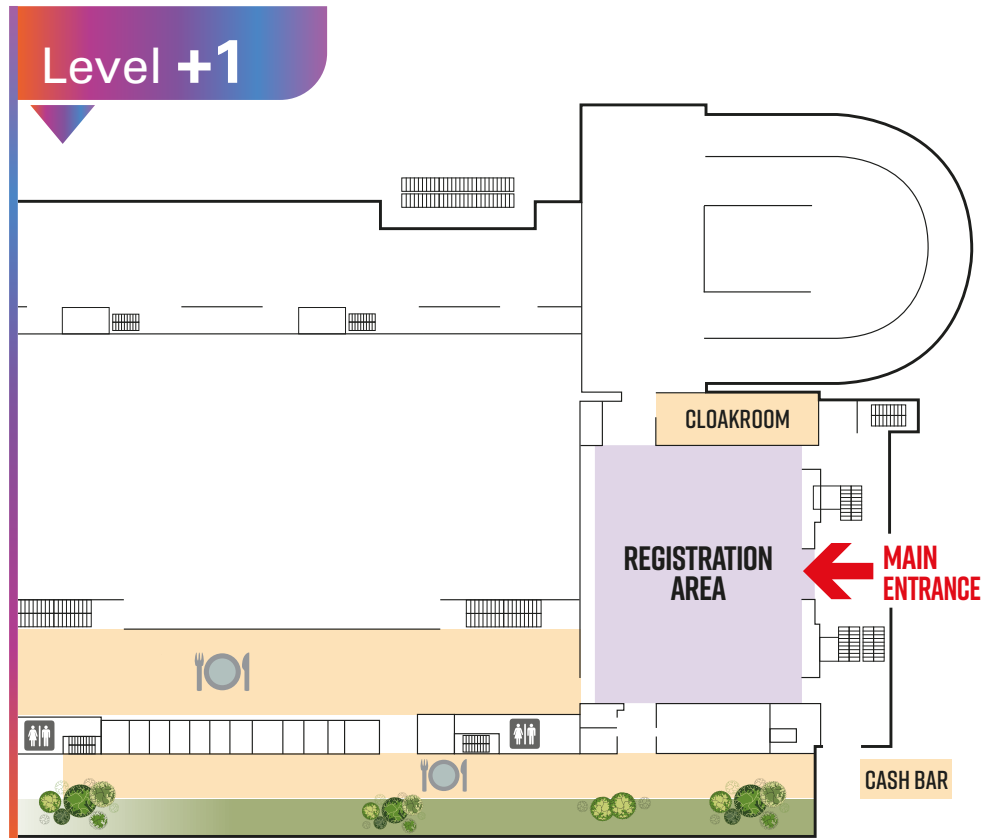 Level +1
CLOAKROOM
REGISTRATION
AREA
MAIN
ENTRANCE
CASH BAR